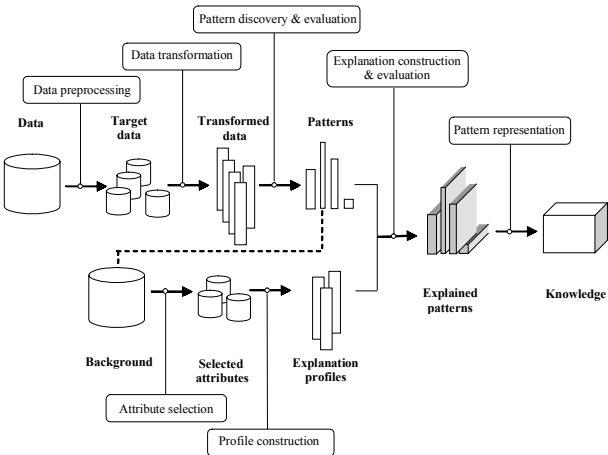 Pattern discovery & evaluation
Data transformation
Explanation construction
& evaluation
Data preprocessing
Pattern representation
Data
Target
data
Transformed
data
Patterns
Explained
patterns
Knowledge
Background
Selected
attributes
Explanation
profiles
Attribute selection
Profile construction